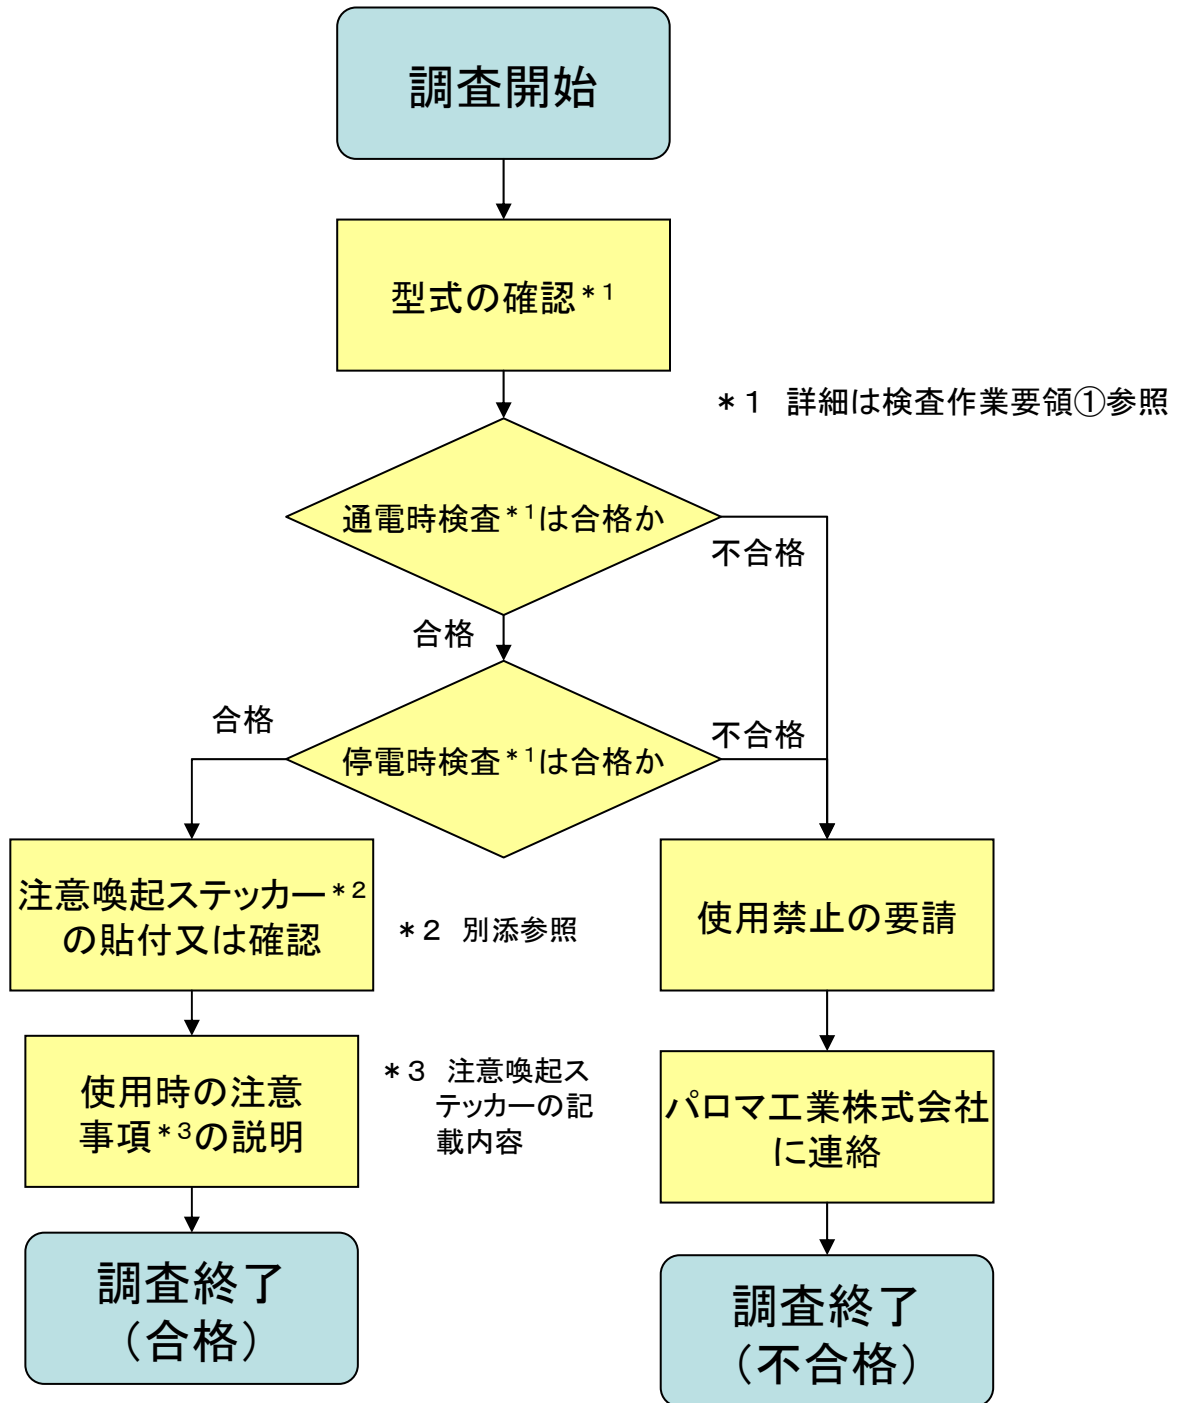 調査開始
型式の確認*1
*1 詳細は検査作業要領①参照
通電時検査*1は合格か
不合格
合格
停電時検査*1は合格か
合格
不合格
注意喚起ステッカー*2
の貼付又は確認
*2 別添参照
使用禁止の要請
使用時の注意
事項*3の説明
*3 注意喚起ス
テッカーの記
載内容
パロマ工業株式会社
に連絡
調査終了
(合格)
調査終了
(不合格)